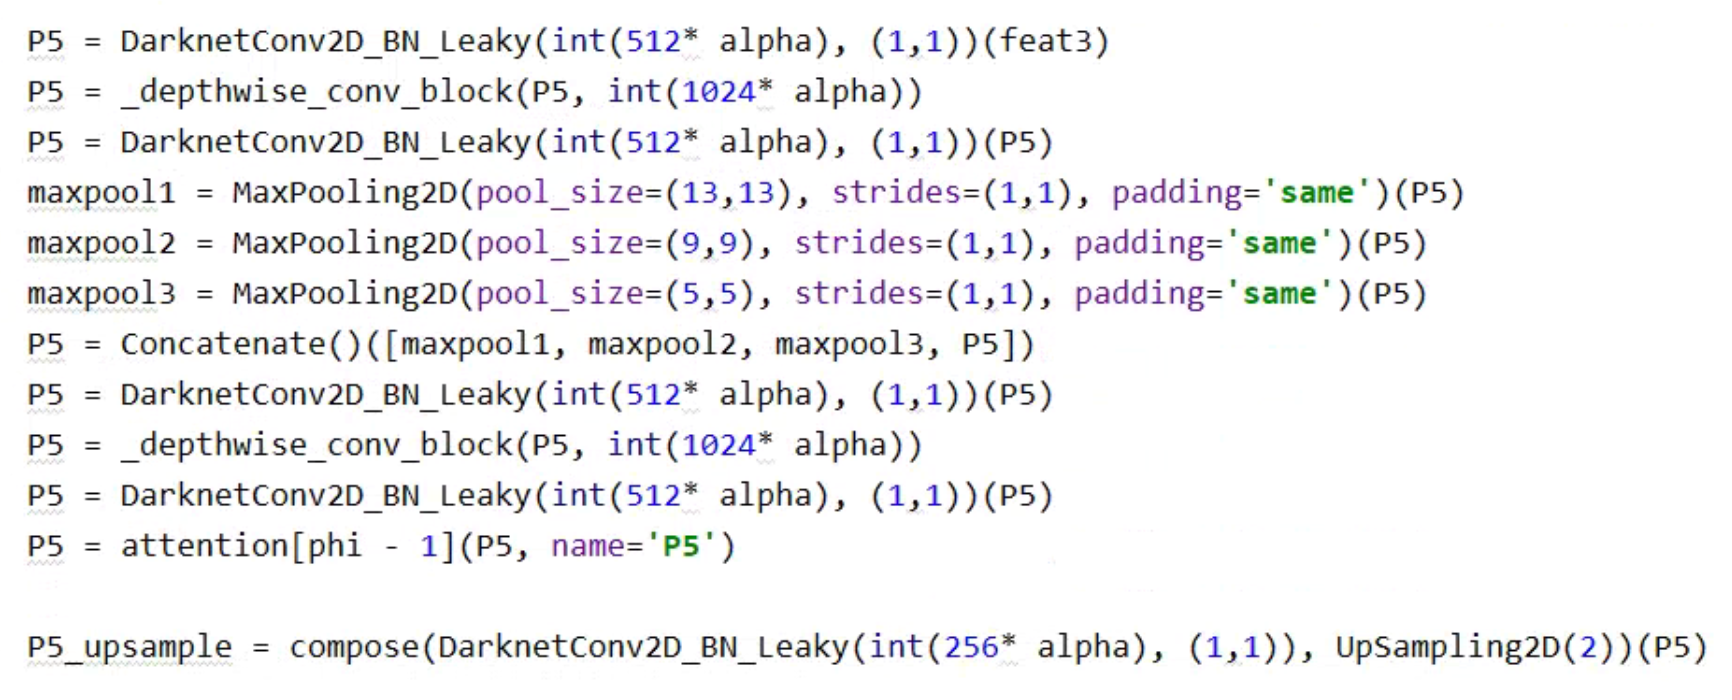 P5 = DarknetConv2D_BN_Leaky(int(512* alpha), (1,1))(feat3)
P5 = _depthwise_conv_block(P5, int(1024* alpha))
P5 = DarknetConv2D_BN_Leaky(int(512* alpha), (1,1))(P5)
maxpool1 = MaxPooling2D(pool_size=(13,13), strides=(1,1), padding='same')(P5)
maxpool2 = MaxPooling2D(pool_size=(9,9), strides=(1,1), padding='same')(P5)
maxpool3 = MaxPooling2D(pool_size=(5,5), strides=(1,1), padding='same')(P5)
P5 = Concatenate()([maxpool1, maxpool2, maxpool3, P5])
P5 = DarknetConv2D_BN_Leaky(int(512* alpha), (1,1))(P5)
P5 = _depthwise_conv_block(P5, int(1024* alpha))
P5 = DarknetConv2D_BN_Leaky(int(512* alpha), (1,1))(P5)
P5 = attention[phi - 1](P5, name='P5')
P5_upsample = compose(DarknetConv2D_BN_Leaky(int(256* alpha), (1,1)), UpSampling2D(2))(P5)